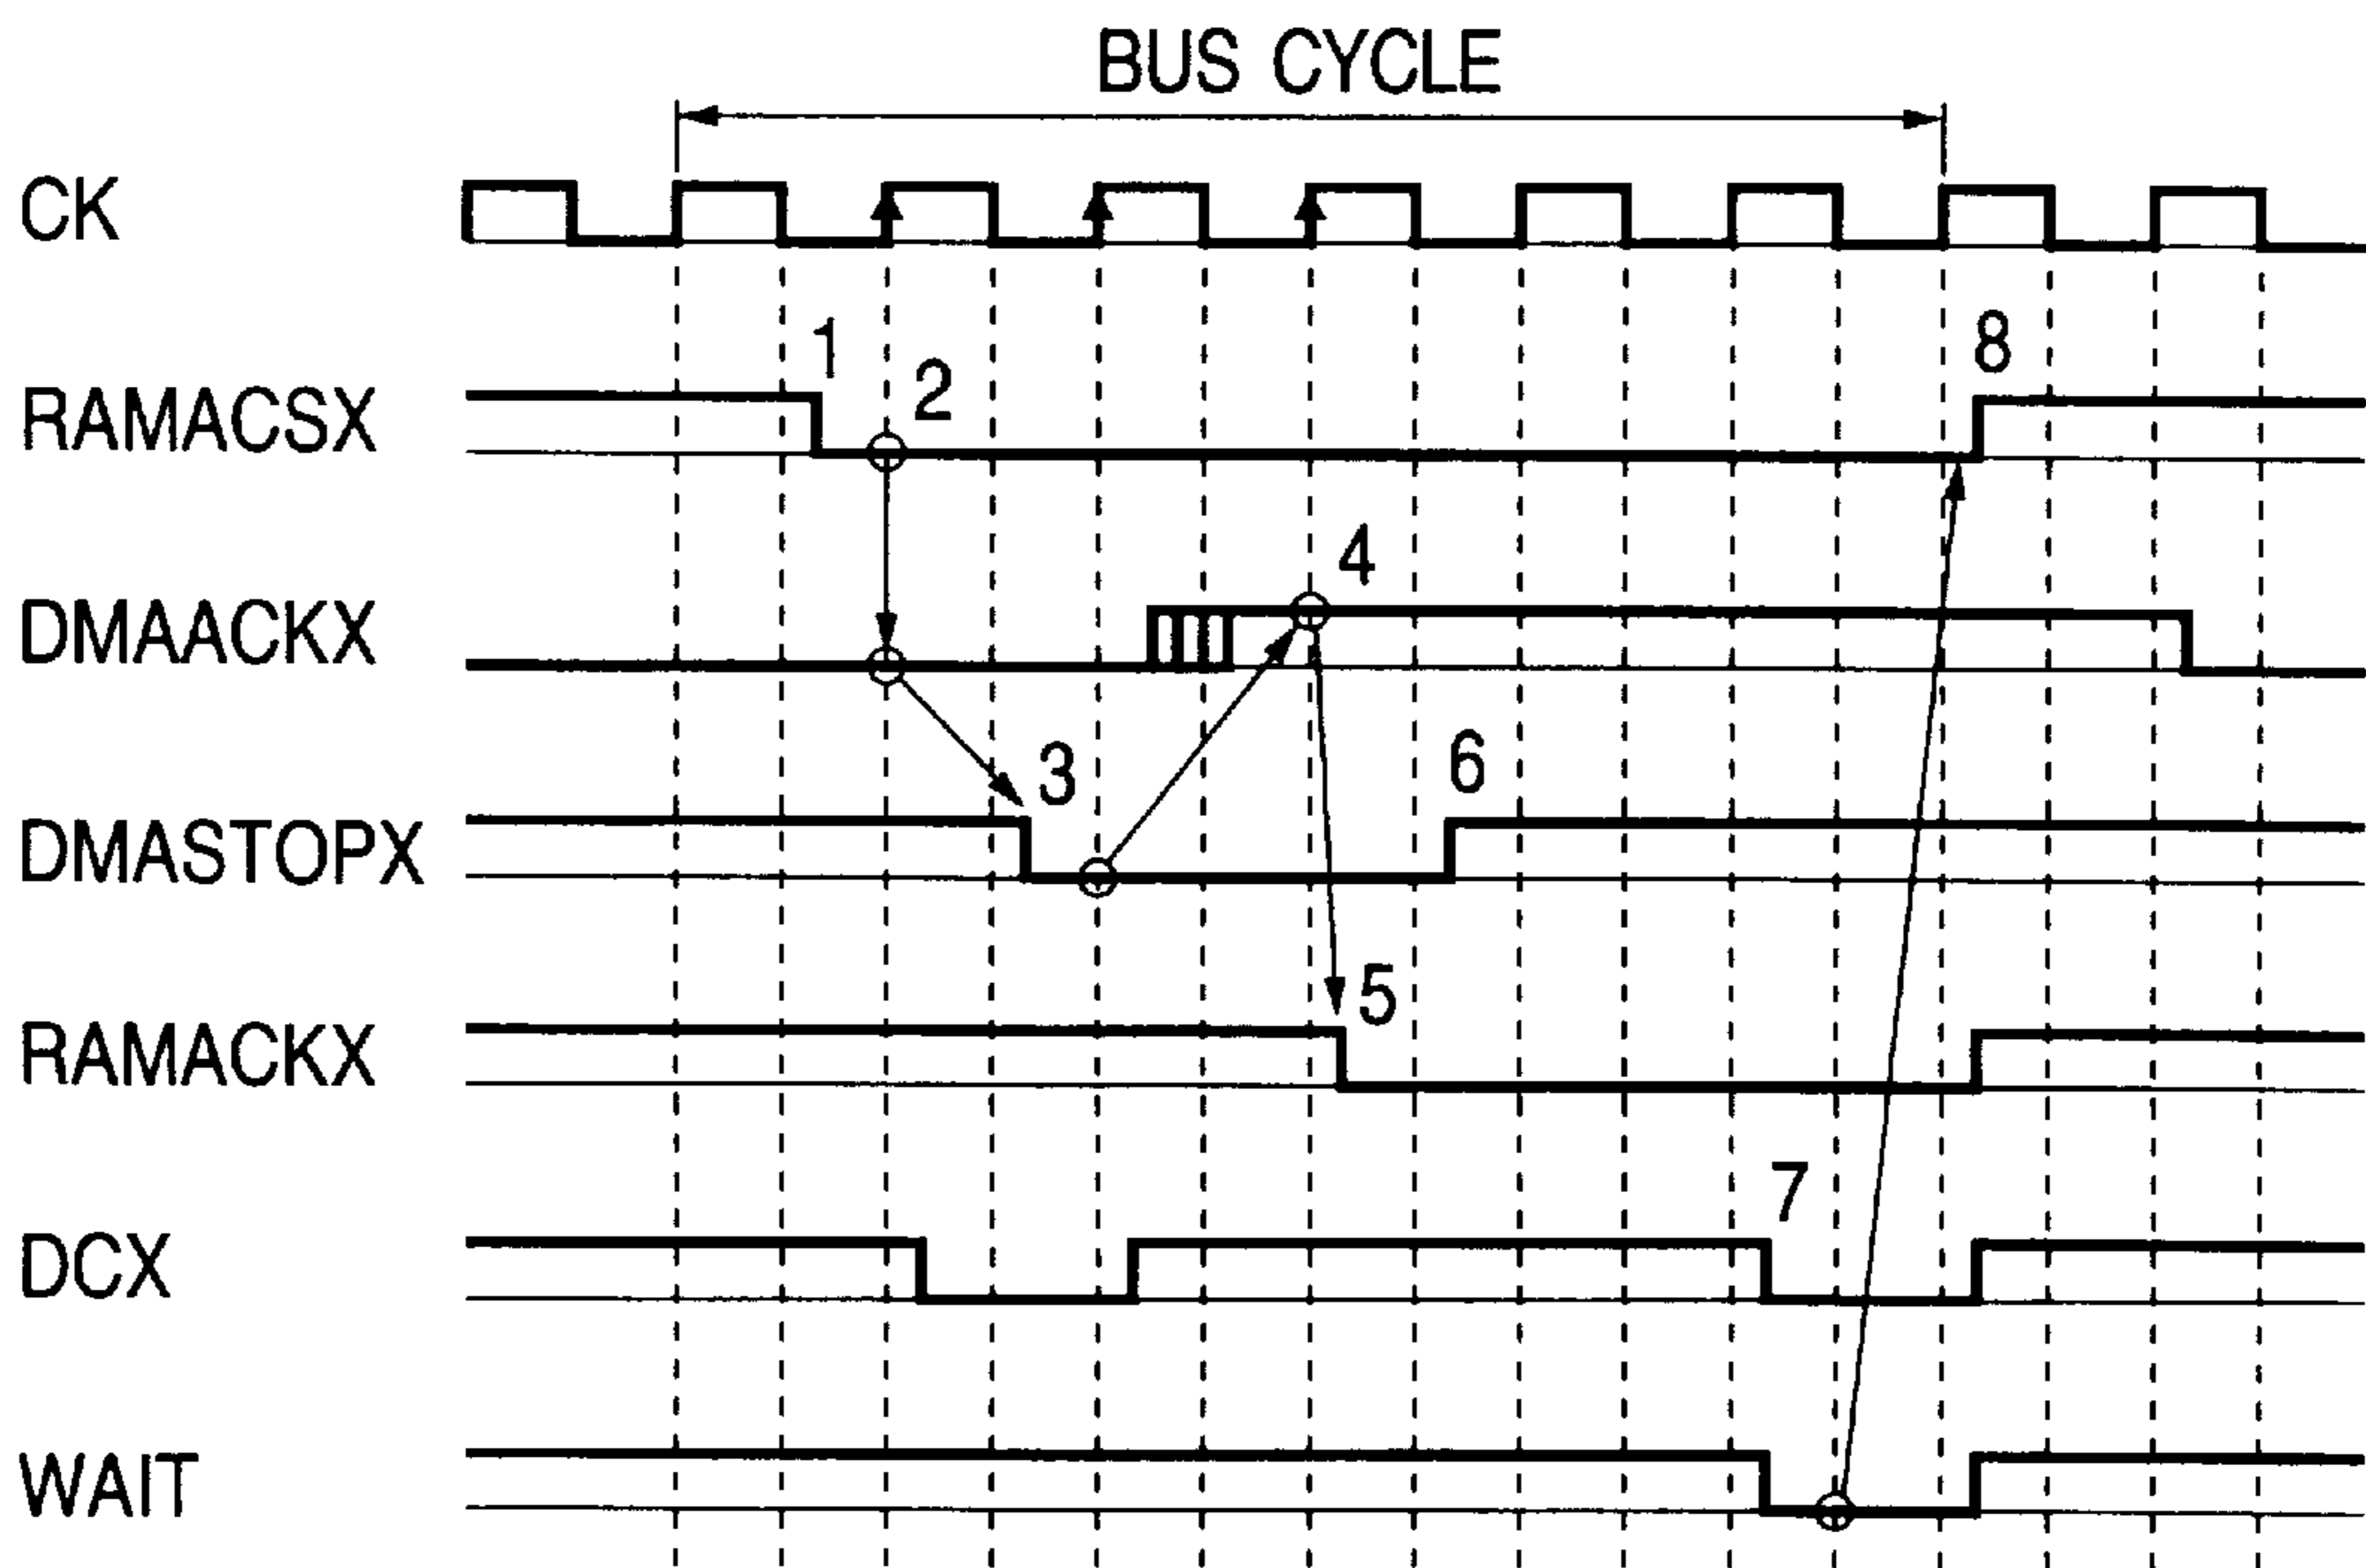 BUS CYCLE
CK
1
8
2
RAMACSX
4
DMAACKX
3
6
DMASTOPX
5
RAMACKX
7
DCX
WAIT